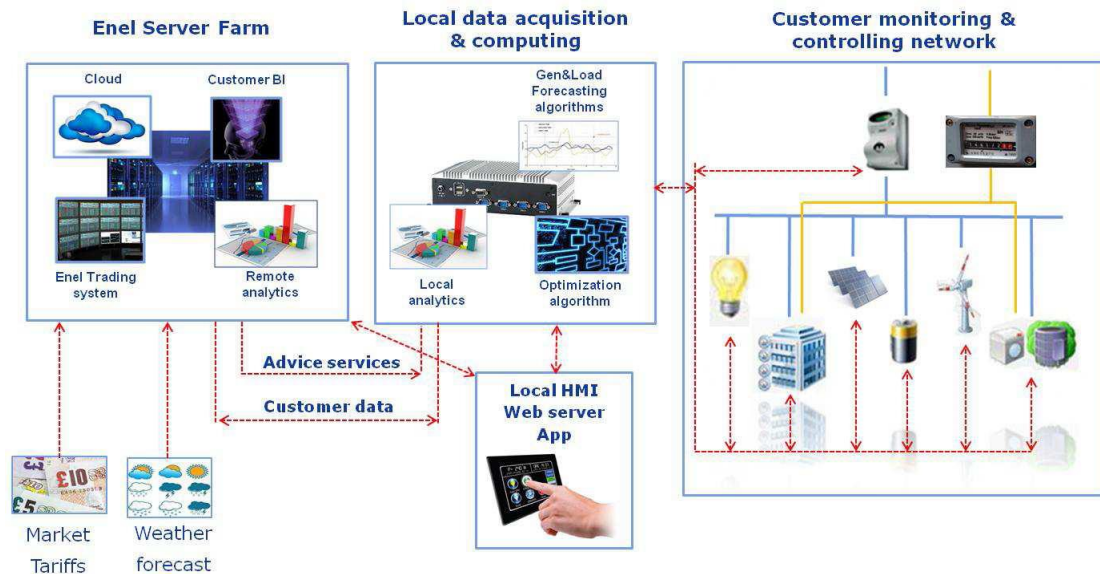 Enel Server Farm
Cloud
Customer BI
Enel Trading
system
Remote
analytics
Local data acquisition
& computing
Gen&Load
Forecasting
algorithms
Local
analytics
Optimization
algorithm
Customer monitoring &
controlling network
Advice services
Customer data
Local HMI
Web server
App
£10
£5
Market
Tariffs
Weather
forecast